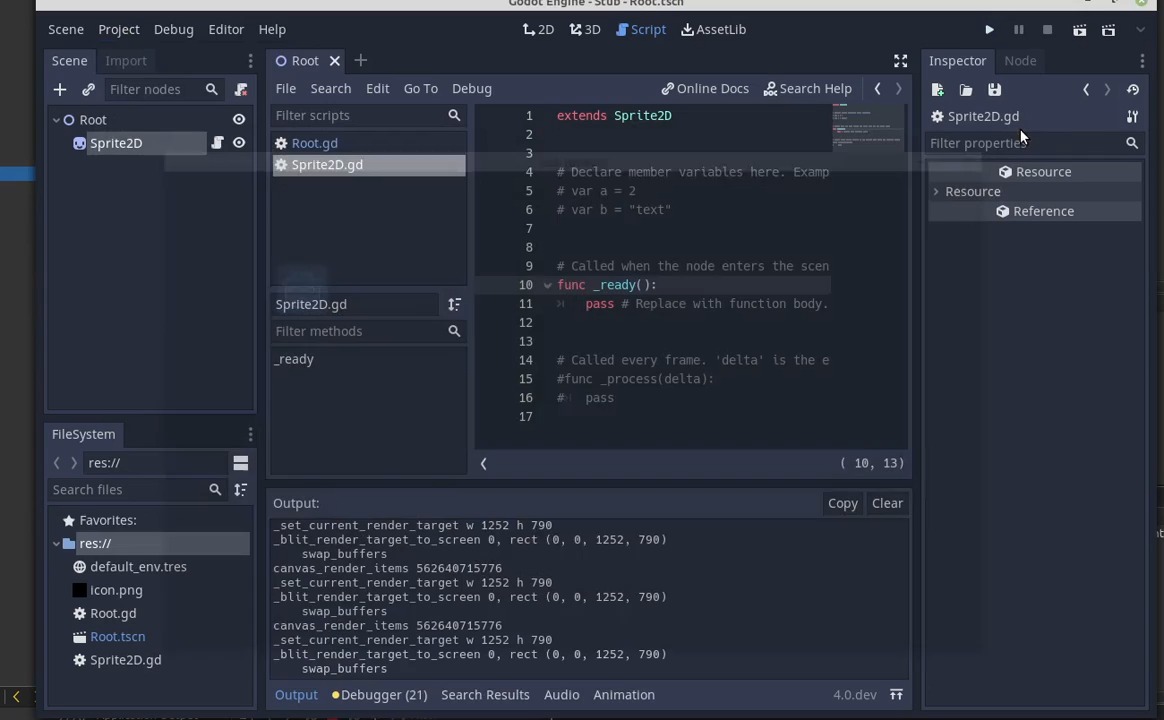 Godot Engine - Stub - Root.tscn
Scene Project Debug Editor Help
2D 3D Script AssetLib
Scene Import
Filter nodes
Root
Sprite2D
Root
File Search Edit Go To Debug
Online Docs Search Help
Filter scripts
Root.gd
Sprite2D.gd
Sprite2D.gd
Filter methods
_ready
1 extends Sprite2D
2
3
4 # Declare member variables here. Examp
5 # var a = 2
6 # var b = "text"
7
8
9 # Called when the node enters the scen
10 func _ready():
11 pass # Replace with function body.
12
13
14 # Called every frame. 'delta' is the e
15 #func _process(delta):
16 # pass
17
( 10, 13)
Inspector Node
Sprite2D.gd
Filter properties
Resource
Resource
Reference
FileSystem
res://
Search files
Favorites:
res://
default_env.tres
icon.png
Root.gd
Root.tscn
Sprite2D.gd
Output:
Copy Clear
_set_current_render_target w 1252 h 790
_blit_render_target_to_screen 0, rect (0, 0, 1252, 790)
swap_buffers
canvas_render_items 562640715776
_set_current_render_target w 1252 h 790
_blit_render_target_to_screen 0, rect (0, 0, 1252, 790)
swap_buffers
canvas_render_items 562640715776
_set_current_render_target w 1252 h 790
_blit_render_target_to_screen 0, rect (0, 0, 1252, 790)
swap_buffers
Output Debugger (21) Search Results Audio Animation
4.0.dev